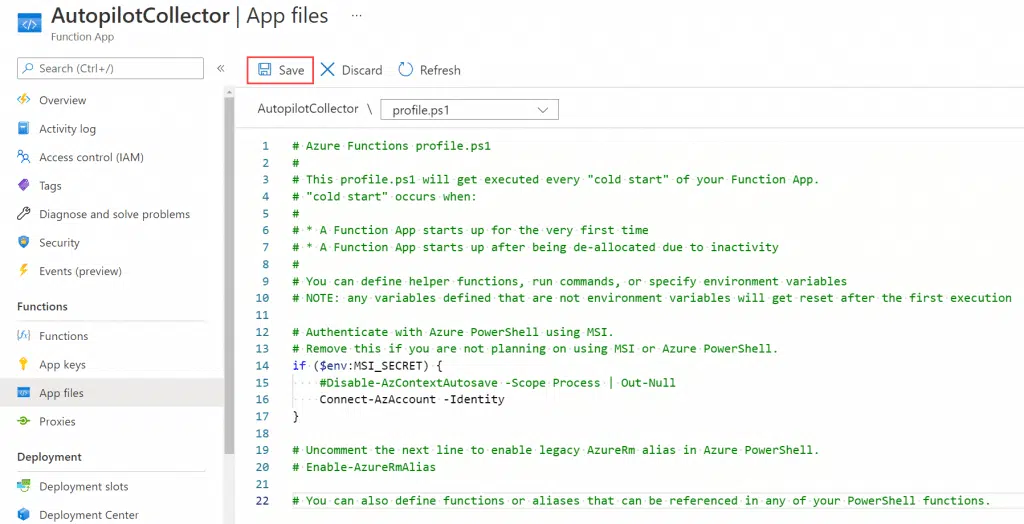 AutopilotCollector | App files ...
Function App
Search (Ctrl+/)
«
Save
Discard
Refresh
Overview
Activity log
Access control (IAM)
Tags
Diagnose and solve problems
Security
Events (preview)
Functions
Functions
App keys
App files
Proxies
Deployment
Deployment slots
Deployment Center
AutopilotCollector \ profile.ps1
1 # Azure Functions profile.ps1
2 #
3 # This profile.ps1 will get executed every "cold start" of your Function App.
4 # "cold start" occurs when:
5 #
6 # * A Function App starts up for the very first time
7 # * A Function App starts up after being de-allocated due to inactivity
8 #
9 # You can define helper functions, run commands, or specify environment variables
10 # NOTE: any variables defined that are not environment variables will get reset after the first execution
11
12 # Authenticate with Azure PowerShell using MSI.
13 # Remove this if you are not planning on using MSI or Azure PowerShell.
14 if ($env:MSI_SECRET) {
15     #Disable-AzContextAutosave -Scope Process | Out-Null
16     Connect-AzAccount -Identity
17 }
18
19 # Uncomment the next line to enable legacy AzureRm alias in Azure PowerShell.
20 # Enable-AzureRmAlias
21
22 # You can also define functions or aliases that can be referenced in any of your PowerShell functions.